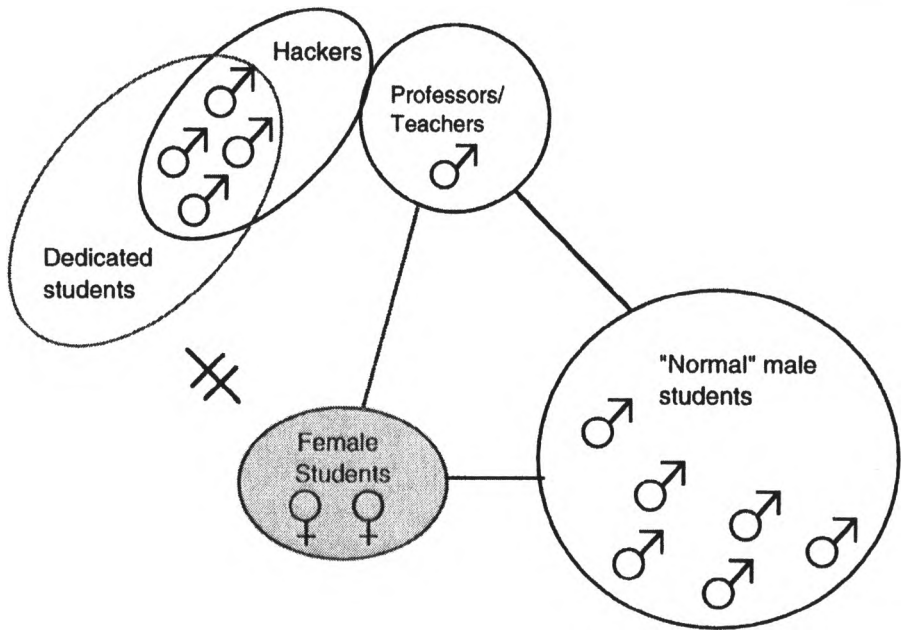 Hackers
Professors/
Teachers
Dedicated
students
"Normal" male
students
Female
Students